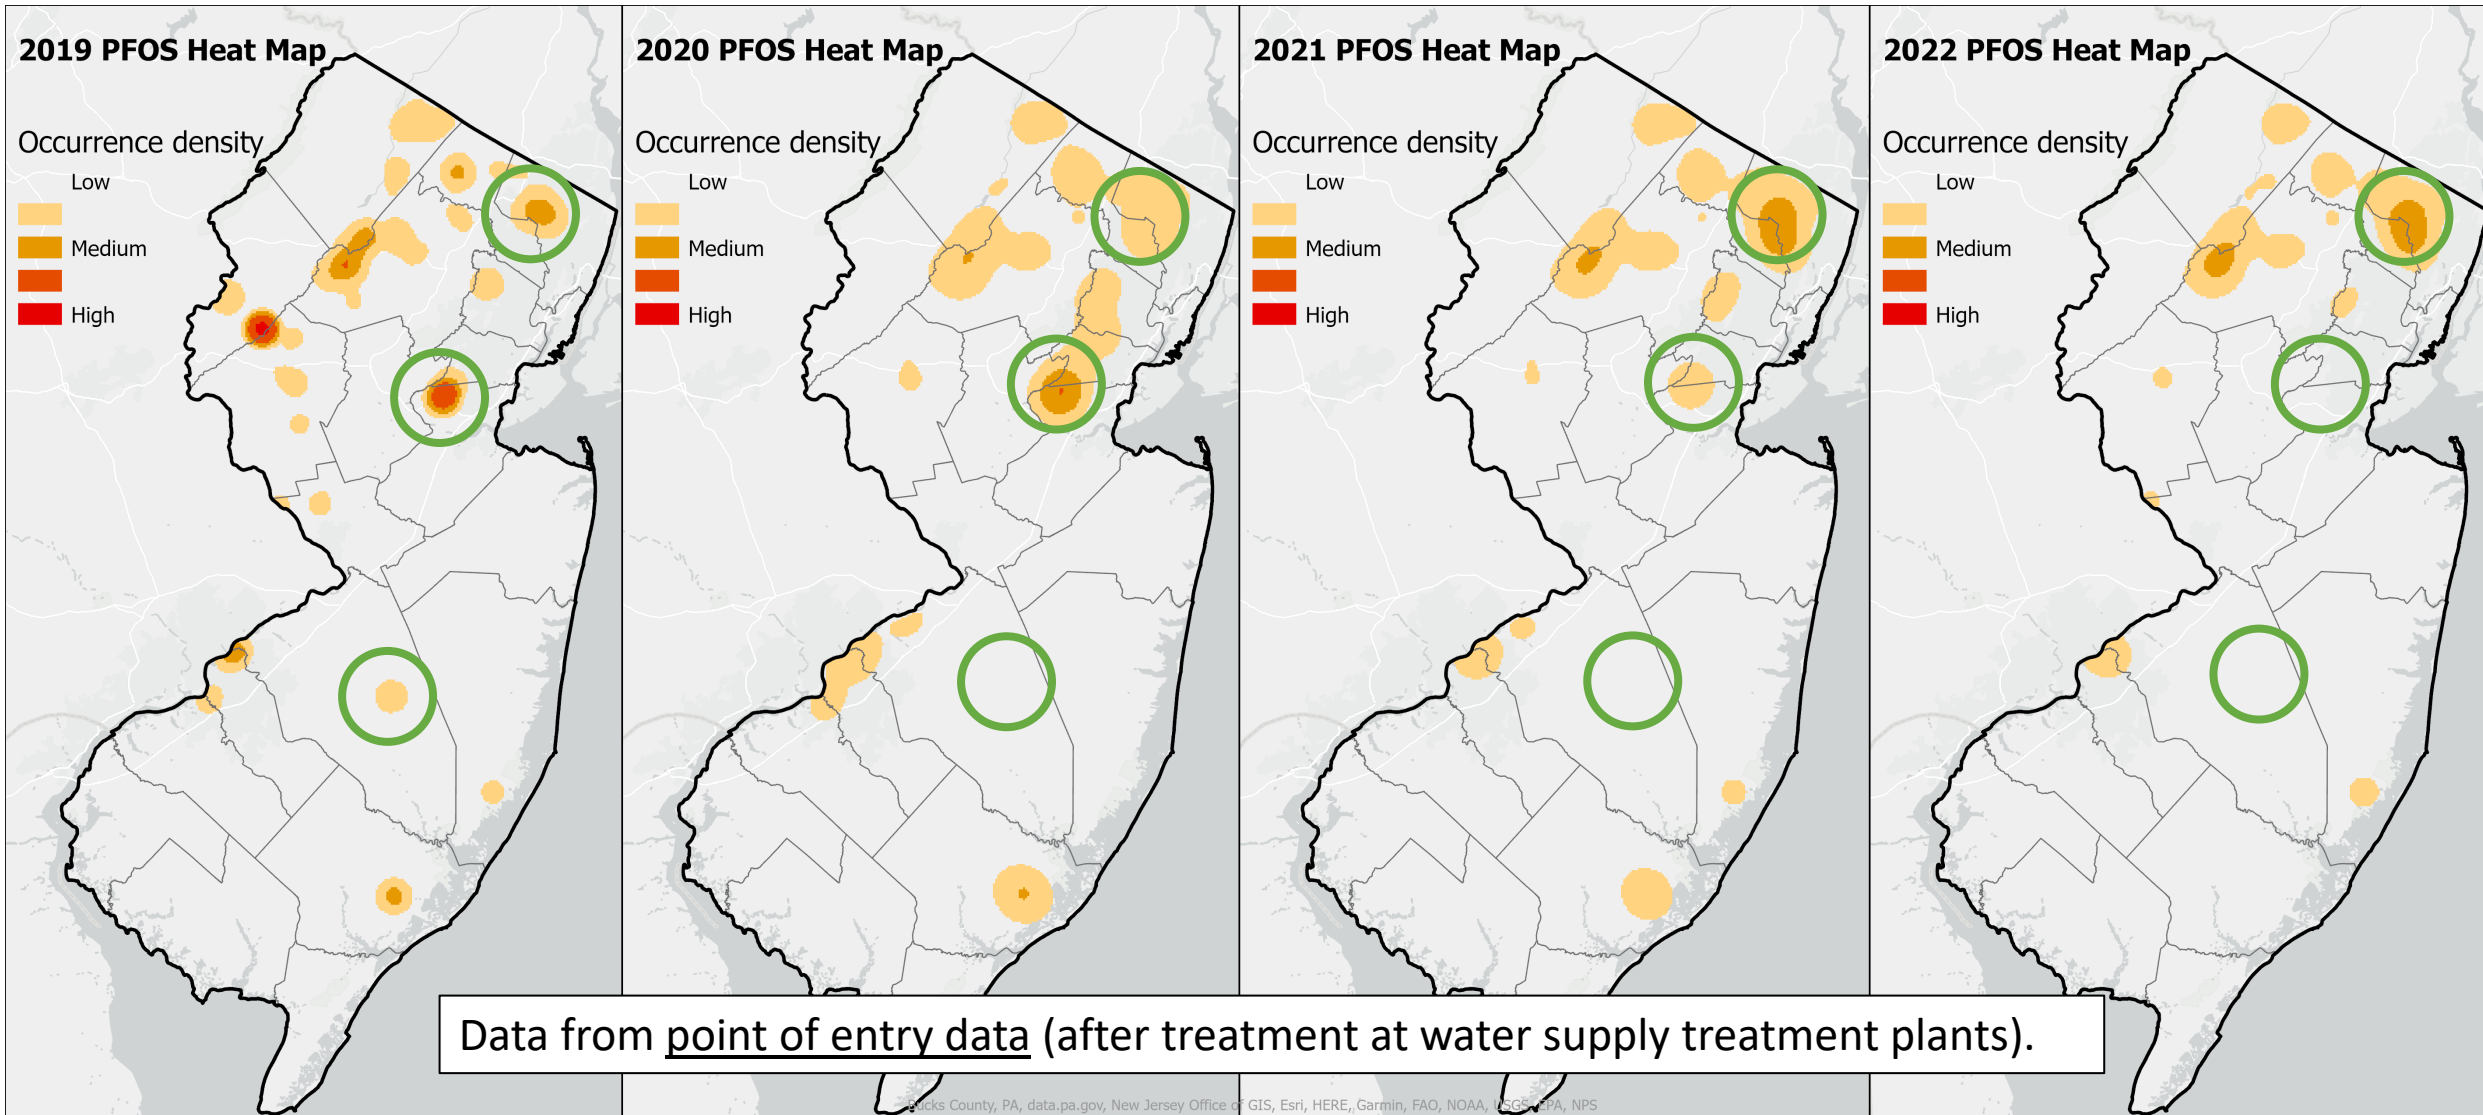 2019 PFOS Heat Map
Occurrence density
Low
Medium
High
2020 PFOS Heat Map
Occurrence density
Low
Medium
High
2021 PFOS Heat Map
Occurrence density
Low
Medium
High
2022 PFOS Heat Map
Occurrence density
Low
Medium
High
Data from point of entry data (after treatment at water supply treatment plants).
Bucks County, PA, data.pa.gov, New Jersey Office of GIS, Esri, HERE, Garmin, FAO, NOAA, USGS, EPA, NPS